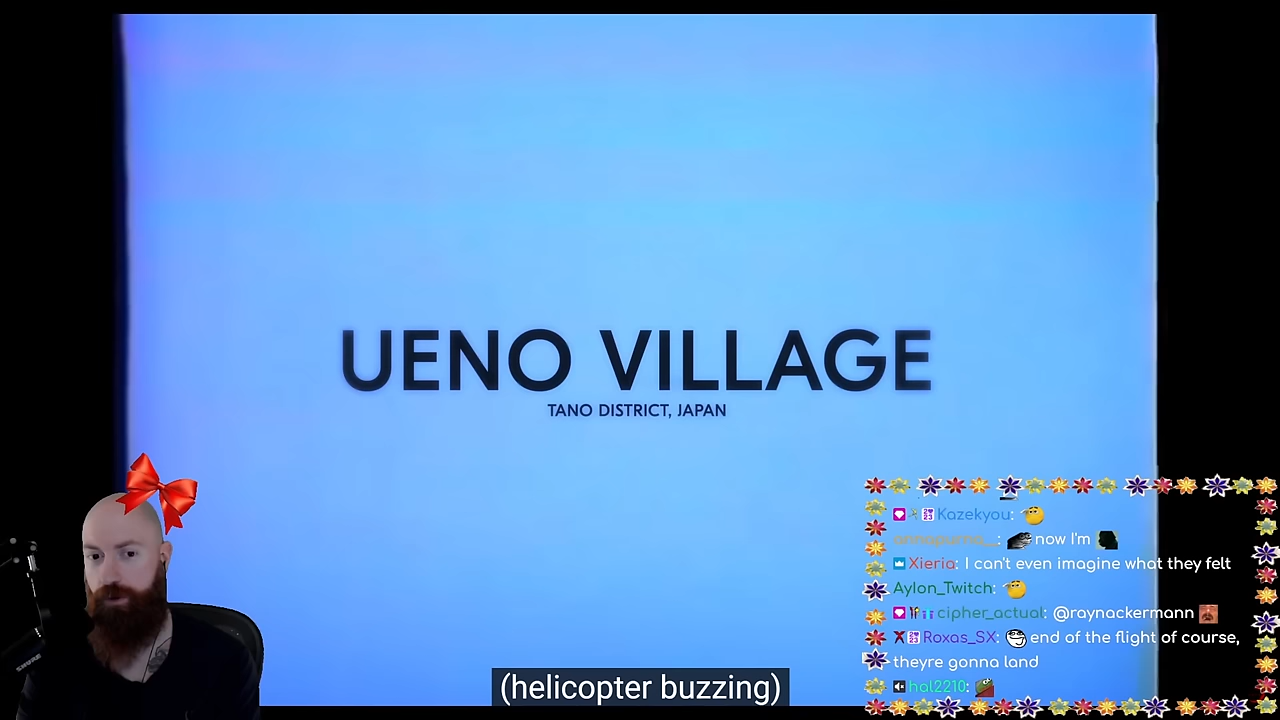 UENO VILLAGE
TANO DISTRICT, JAPAN
Kazekyou:
now I'm
Xieria: I can't even imagine what they felt
Aylon_Twitch:
cipher_actual: @raynackermann
Roxas_SX: end of the flight of course,
theyre gonna land
hal2210:
(helicopter buzzing)
SHURE